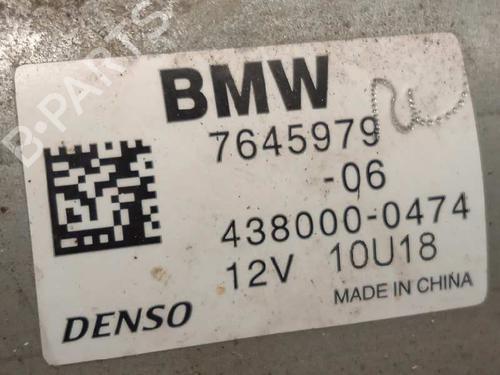 B-PARTS
BMW
7645979
-06
438000-0474
12V 10U18
MADE IN CHINA
DENSO